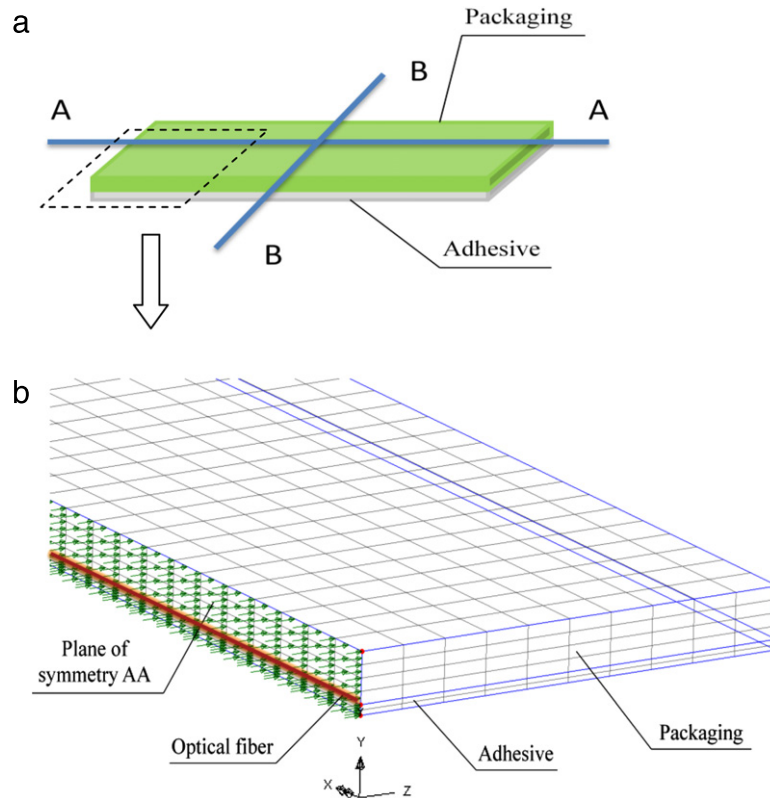 a
Packaging
B
A
A
B
Adhesive
b
Plane of
symmetry AA
Optical fiber
Adhesive
Packaging
Y
X
Z